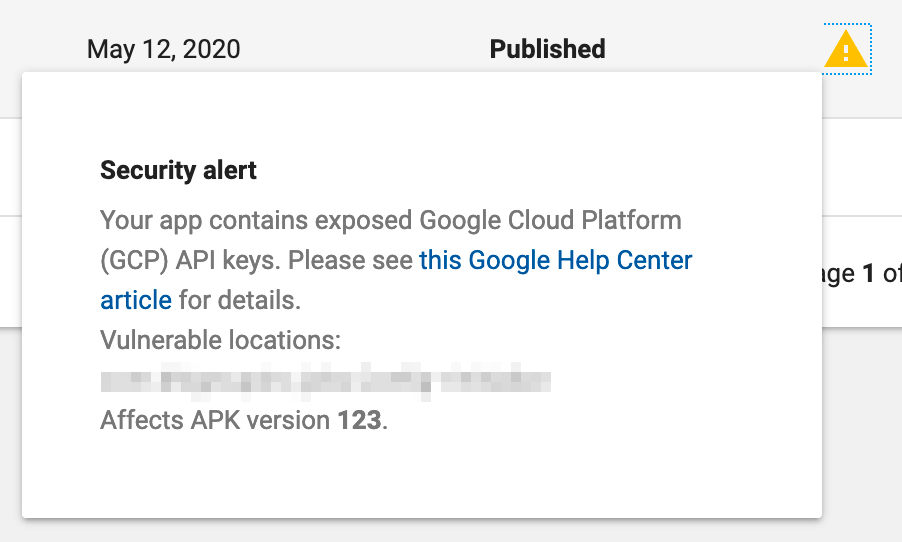 May 12, 2020 Published
Security alert
Your app contains exposed Google Cloud Platform
(GCP) API keys. Please see this Google Help Center
article for details.
age 1 of
Vulnerable locations:
Affects APK version 123.